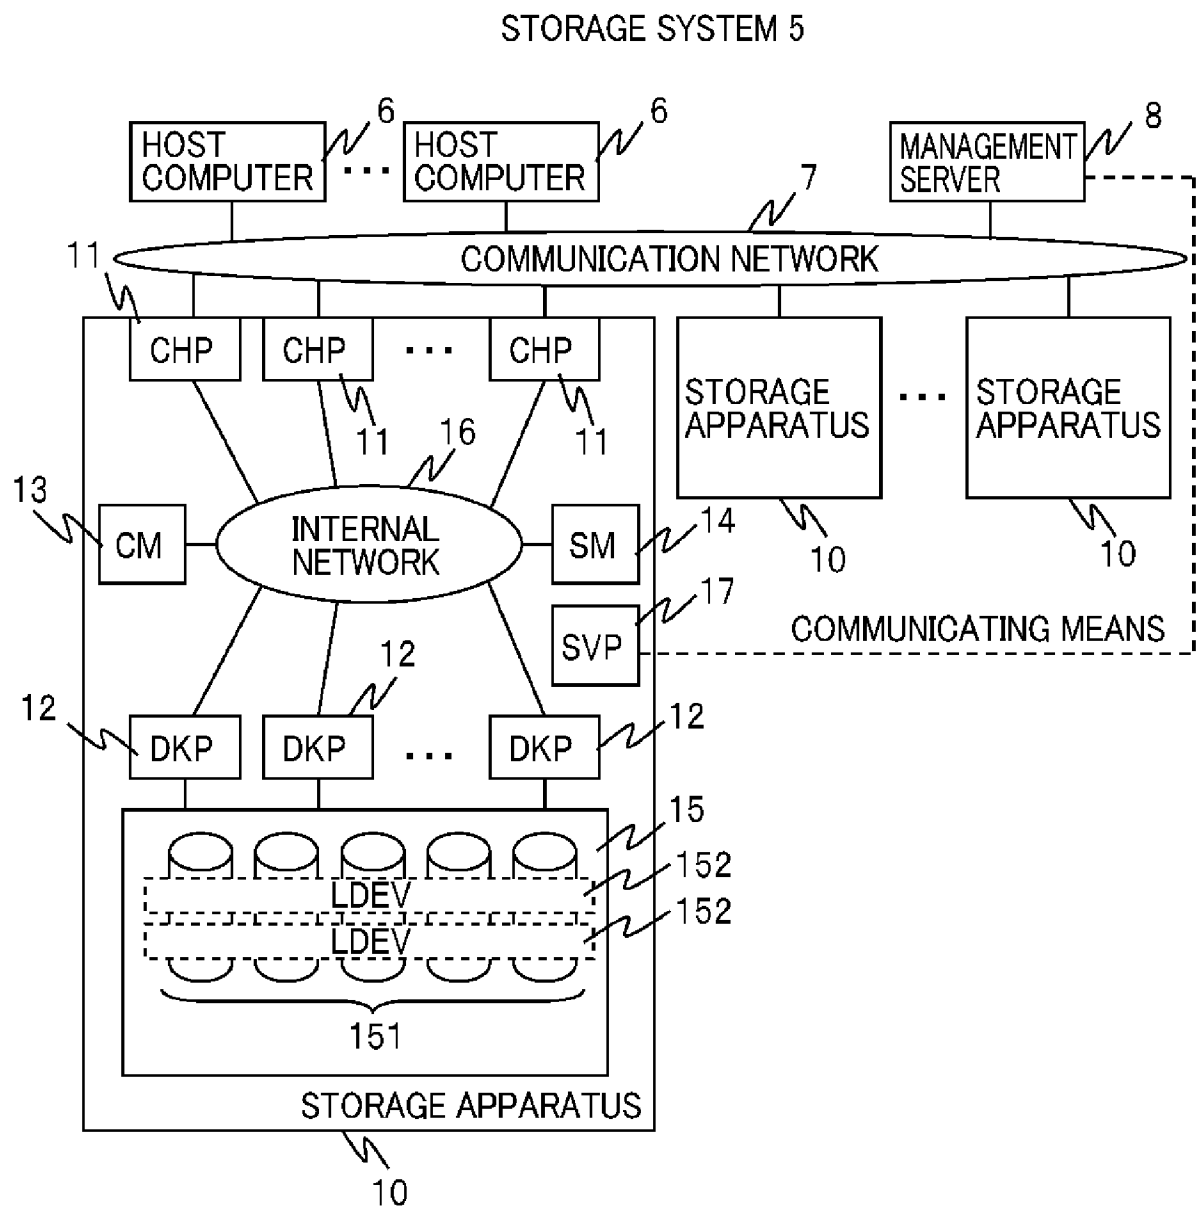 STORAGE SYSTEM 5
6
6
8
HOST
COMPUTER
...
HOST
COMPUTER
MANAGEMENT
SERVER
7
11
COMMUNICATION NETWORK
CHP
CHP
...
CHP
STORAGE
APPARATUS
...
STORAGE
APPARATUS
11
11
16
13
CM
INTERNAL
NETWORK
SM
14
10
10
17
SVP
COMMUNICATING MEANS
12
12
12
DKP
DKP
...
DKP
15
152
LDEV
152
LDEV
151
STORAGE APPARATUS
10